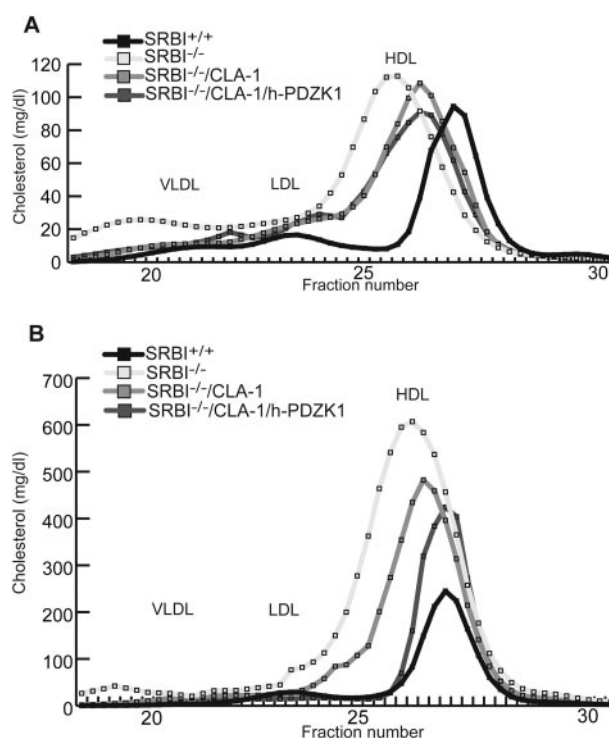 A
SRBI+/+
SRBI-/-
SRBI-/-/CLA-1
SRBI-/-/CLA-1/h-PDZK1
HDL
VLDL
LDL
Cholesterol (mg/dl)
120
100
80
60
40
20
0
20
25
30
Fraction number
B
SRBI+/+
SRBI-/-
SRBI-/-/CLA-1
SRBI-/-/CLA-1/h-PDZK1
HDL
VLDL
LDL
Cholesterol (mg/dl)
700
600
500
400
300
200
100
0
20
25
30
Fraction number